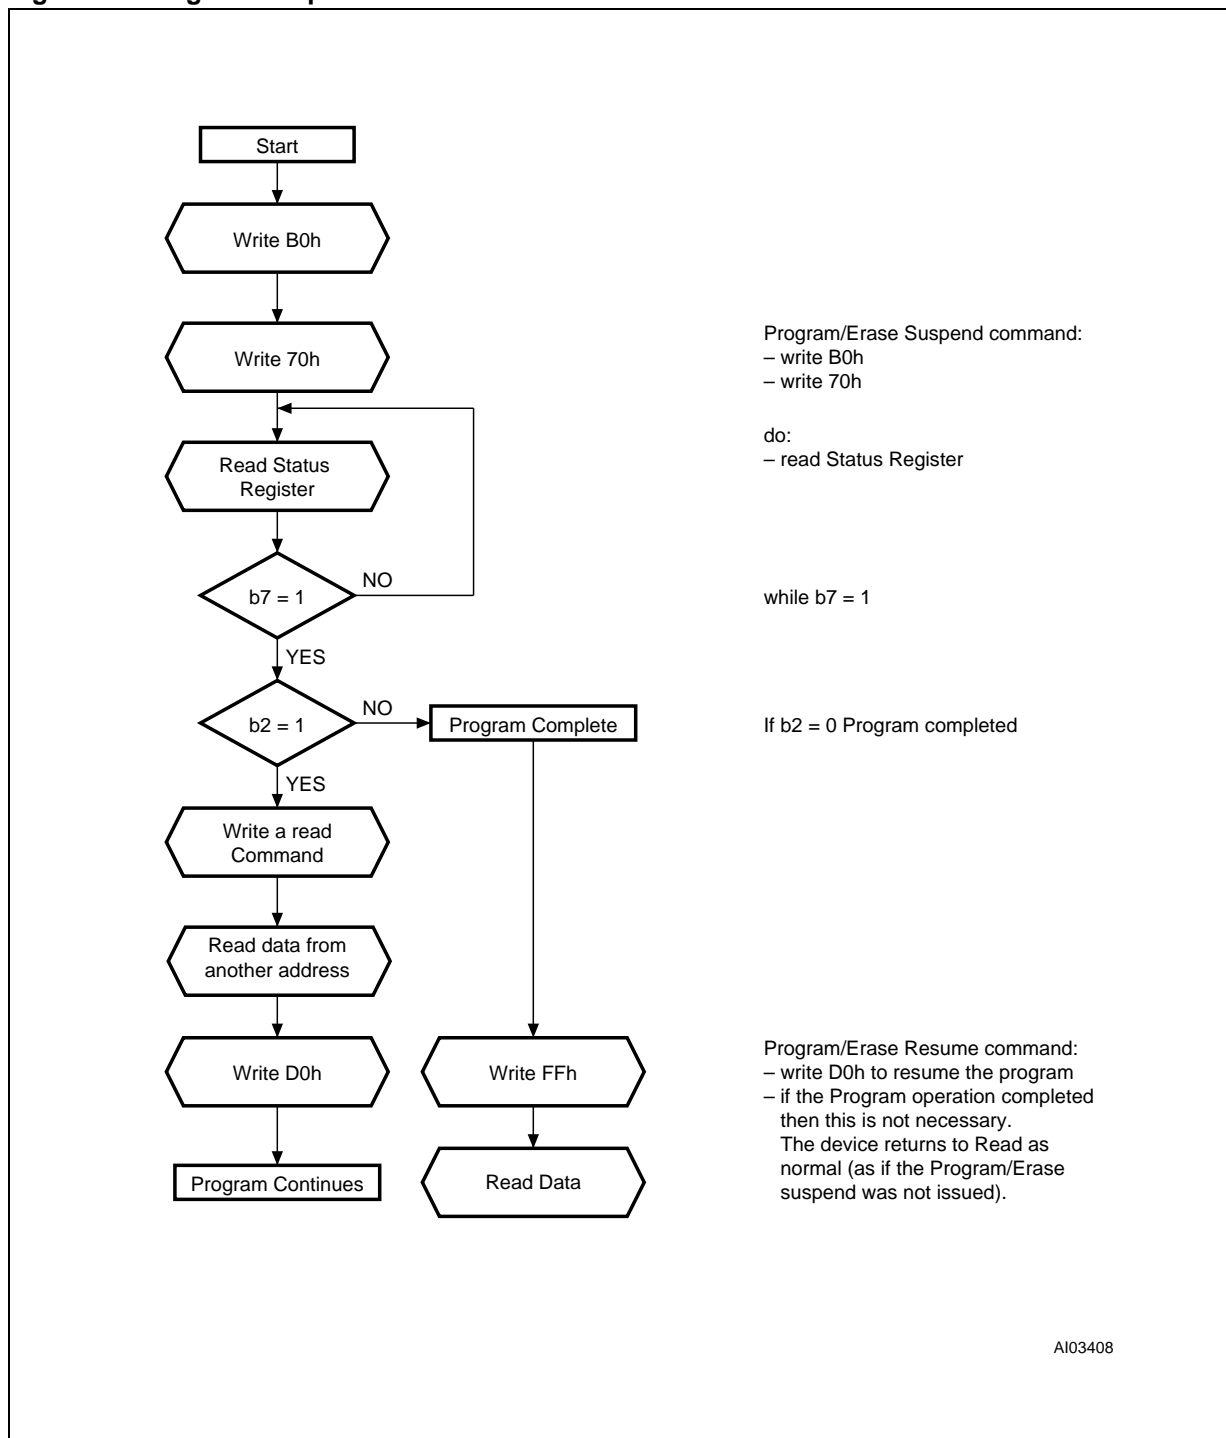 Start
Write B0h
Write 70h
Program/Erase Suspend command:
– write B0h
– write 70h
do:
– read Status Register
Read Status
Register
b7 = 1
NO
while b7 = 1
YES
b2 = 1
NO
Program Complete
If b2 = 0 Program completed
YES
Write a read
Command
Read data from
another address
Write D0h
Write FFh
Program/Erase Resume command:
– write D0h to resume the program
– if the Program operation completed
then this is not necessary.
The device returns to Read as
normal (as if the Program/Erase
suspend was not issued).
Program Continues
Read Data
AI03408